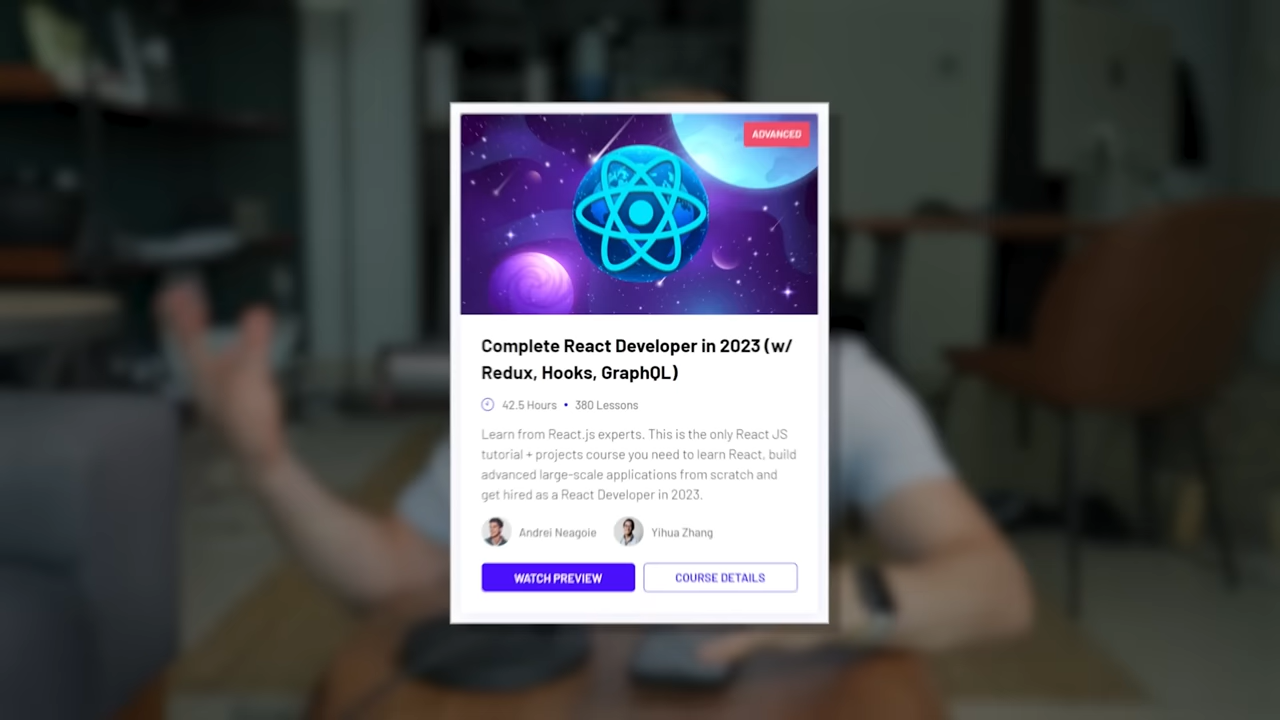 ADVANCED
Complete React Developer in 2023 (w/
Redux, Hooks, GraphQL)
42.5 Hours • 380 Lessons
Learn from React.js experts. This is the only React JS
tutorial + projects course you need to learn React, build
advanced large-scale applications from scratch and
get hired as a React Developer in 2023.
Andrei Neagoie Yihua Zhang
WATCH PREVIEW COURSE DETAILS